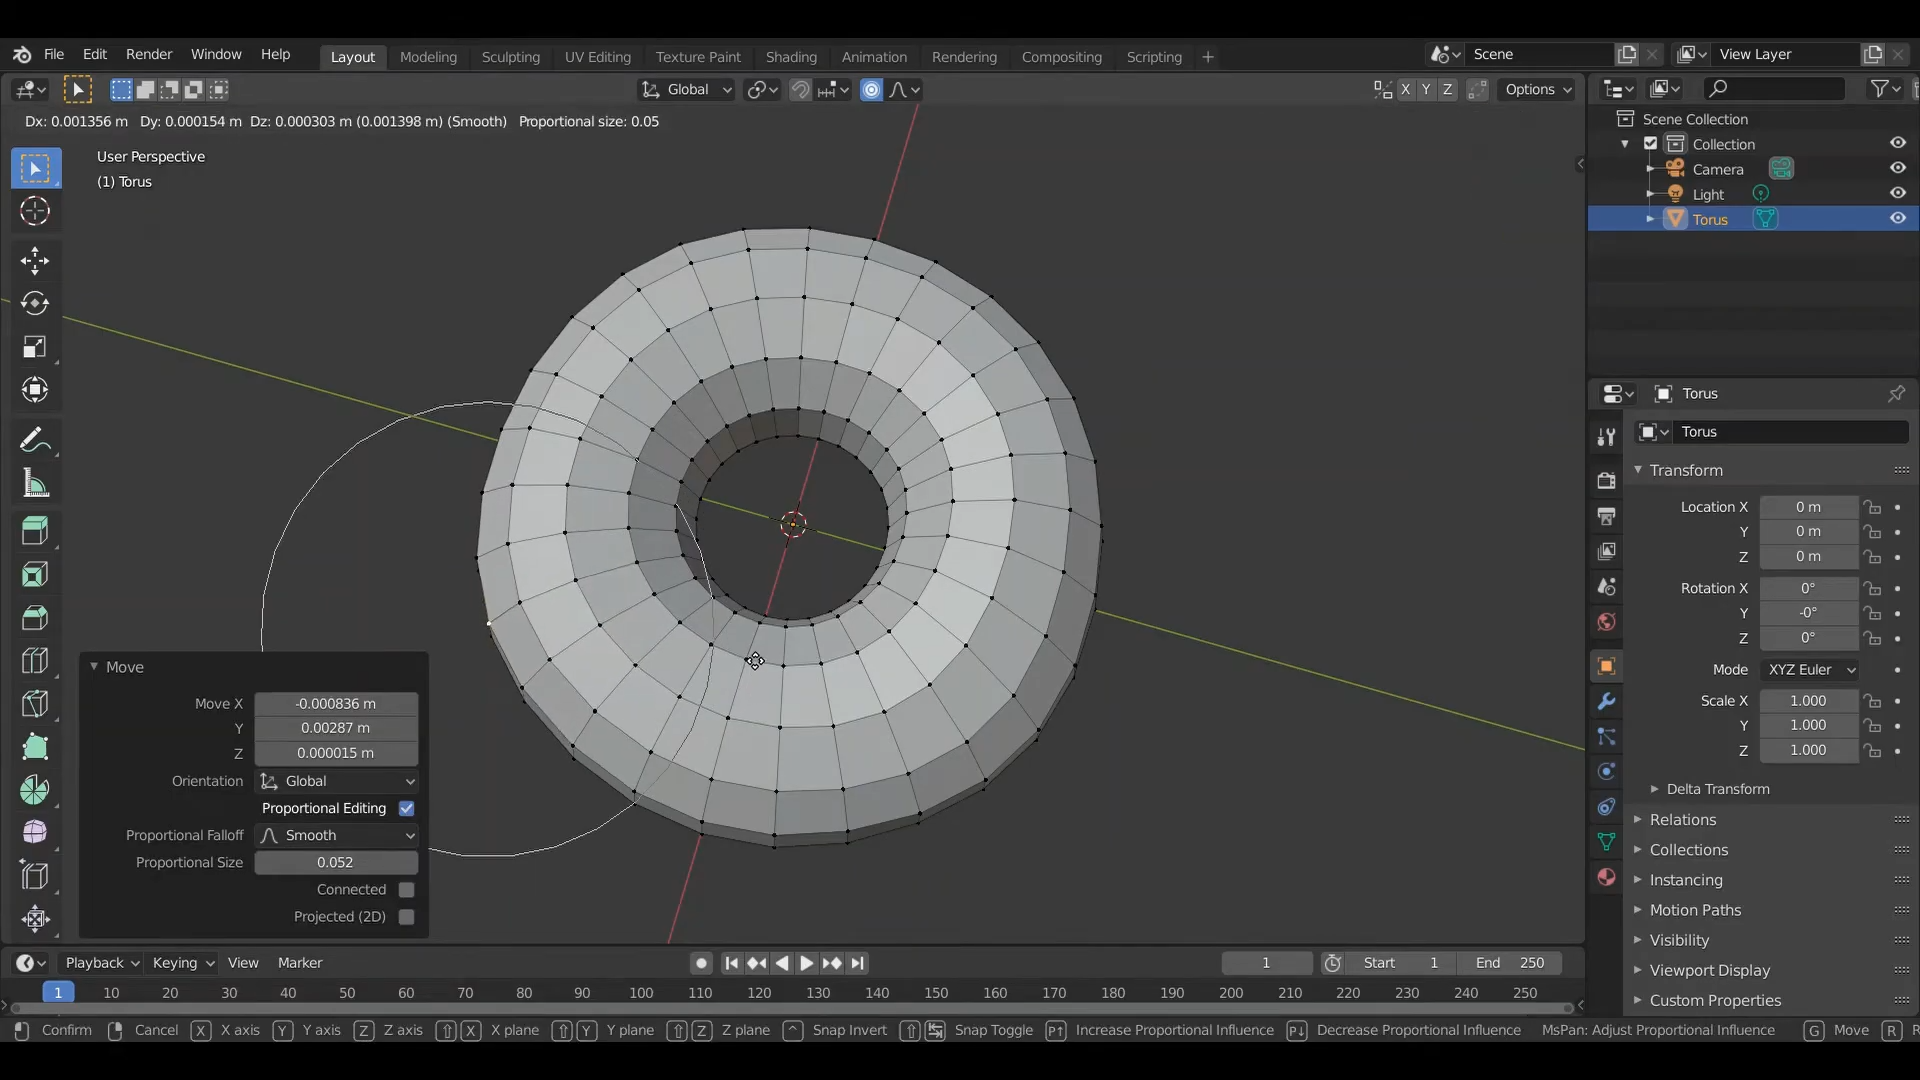 File Edit Render Window Help Layout Modeling Sculpting UV Editing Texture Paint Shading Animation Rendering Compositing Scripting + Scene View Layer
Global X Y Z Options
Dx: 0.001356 m Dy: 0.000154 m Dz: 0.000303 m (0.001398 m) (Smooth) Proportional size: 0.05
User Perspective
(1) Torus
Scene Collection
Collection
Camera
Light
Torus
Torus
Torus
Transform
Location X 0 m
Y 0 m
Z 0 m
Rotation X 0°
Y -0°
Z 0°
Mode XYZ Euler
Scale X 1.000
Y 1.000
Z 1.000
Delta Transform
Relations
Collections
Instancing
Motion Paths
Visibility
Viewport Display
Custom Properties
Move
Move X -0.000836 m
Y 0.00287 m
Z 0.000015 m
Orientation Global
Proportional Editing
Proportional Falloff Smooth
Proportional Size 0.052
Connected
Projected (2D)
Playback Keying View Marker 1 Start 1 End 250
1 10 20 30 40 50 60 70 80 90 100 110 120 130 140 150 160 170 180 190 200 210 220 230 240 250
Confirm Cancel X X axis Y Y axis Z Z axis X X plane Y Y plane Z Z plane ^ Snap Invert Snap Toggle P↑ Increase Proportional Influence P↓ Decrease Proportional Influence MsPan: Adjust Proportional Influence G Move R R